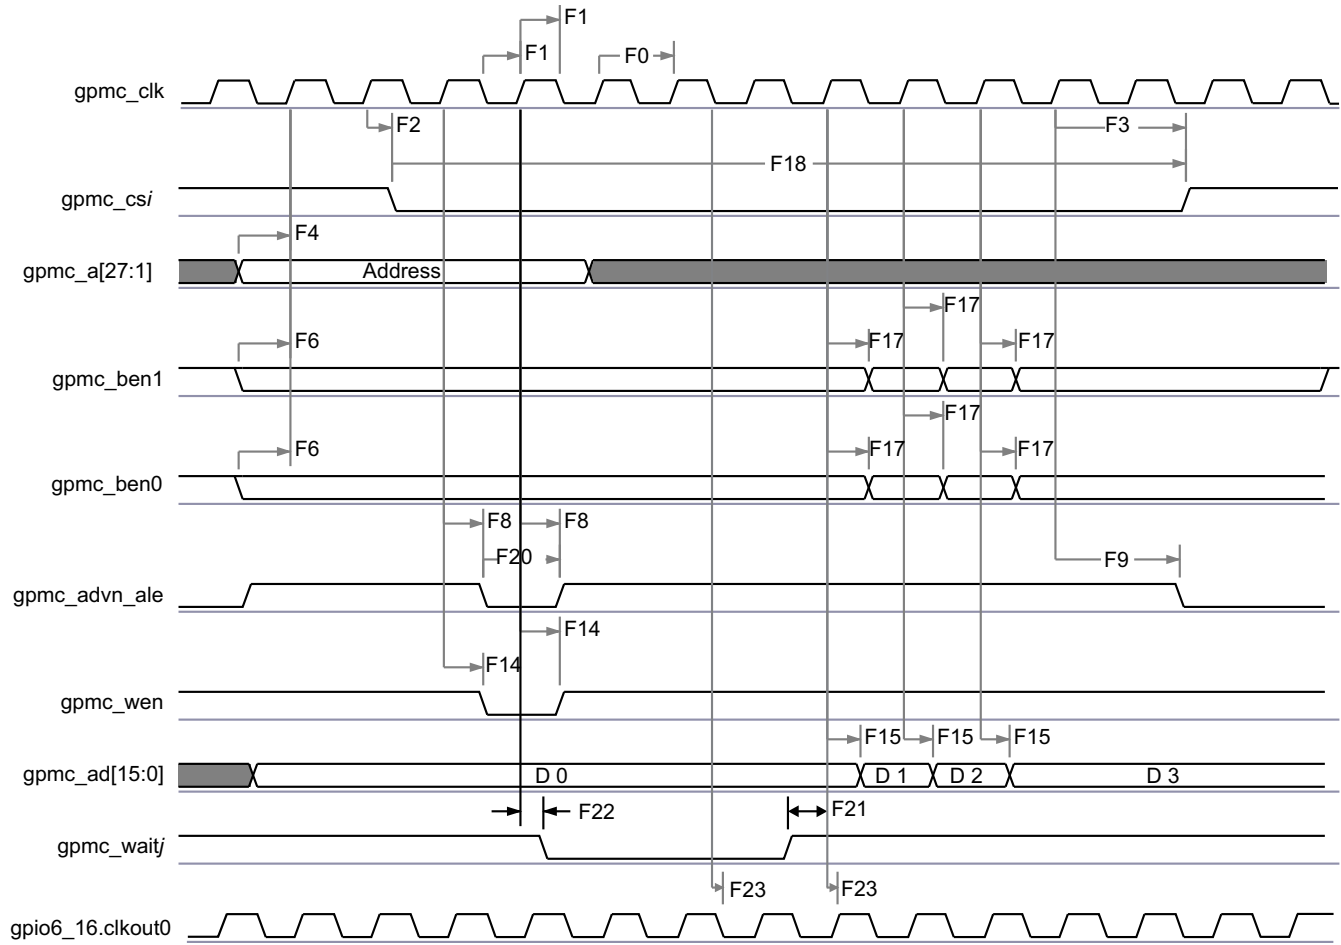 F1
F1
F0
gpmc_clk
F2
F3
F18
gpmc_csi
F4
gpmc_a[27:1]
Address
F17
F6
F17
F17
gpmc_ben1
F17
F6
F17
F17
gpmc_ben0
F8
F8
F20
F9
gpmc_advn_ale
F14
F14
gpmc_wen
F15
F15
F15
gpmc_ad[15:0]
D 0
D 1
D 2
D 3
F22
F21
gpmc_waitj
F23
F23
gpio6_16.clkout0